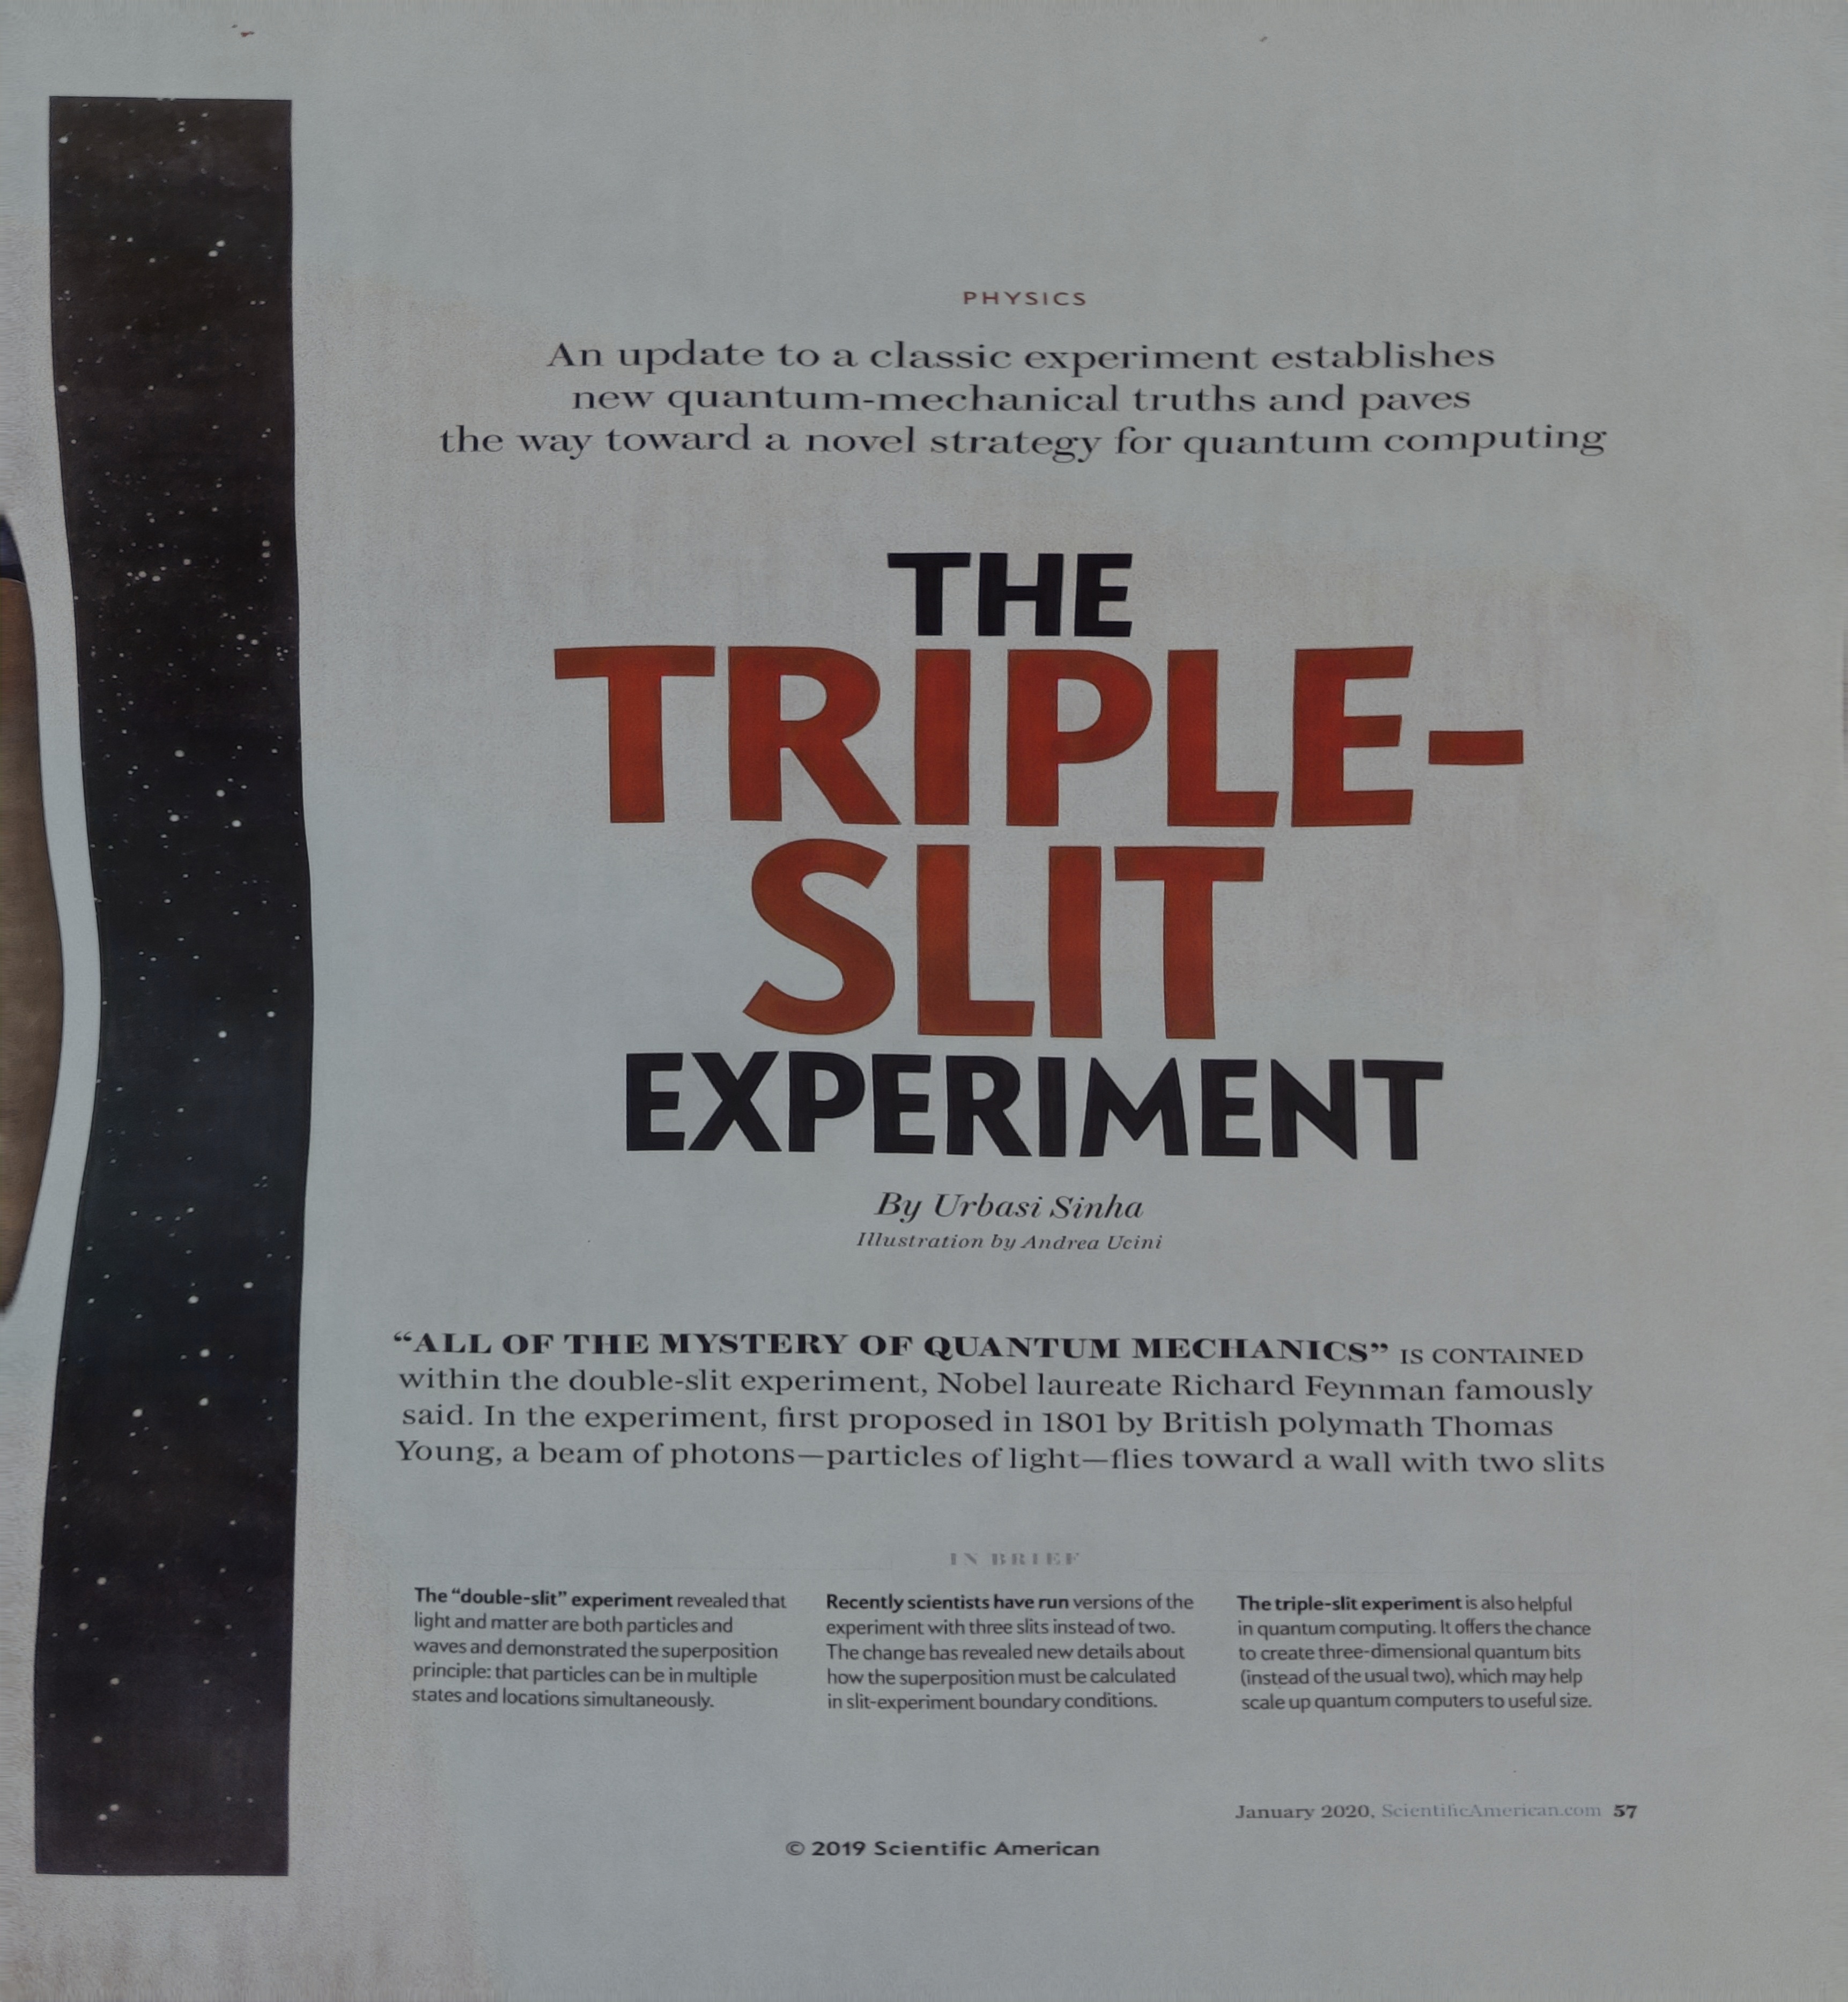 PHYSICS
An update to a classic experiment establishes
new quantum-mechanical truths and paves
the way toward a novel strategy for quantum computing
THE
TRIPLE-
SLIT
EXPERIMENT
By Urbasi Sinha
Illustration by Andrea Ucini
“ALL OF THE MYSTERY OF QUANTUM MECHANICS” IS CONTAINED
within the double-slit experiment, Nobel laureate Richard Feynman famously
said. In the experiment, first proposed in 1801 by British polymath Thomas
Young, a beam of photons—particles of light—flies toward a wall with two slits
IN BRIEF
The “double-slit” experiment revealed that
light and matter are both particles and
waves and demonstrated the superposition
principle: that particles can be in multiple
states and locations simultaneously.
Recently scientists have run versions of the
experiment with three slits instead of two.
The change has revealed new details about
how the superposition must be calculated
in slit-experiment boundary conditions.
The triple-slit experiment is also helpful
in quantum computing. It offers the chance
to create three-dimensional quantum bits
(instead of the usual two), which may help
scale up quantum computers to useful size.
January 2020, ScientificAmerican.com 57
© 2019 Scientific American